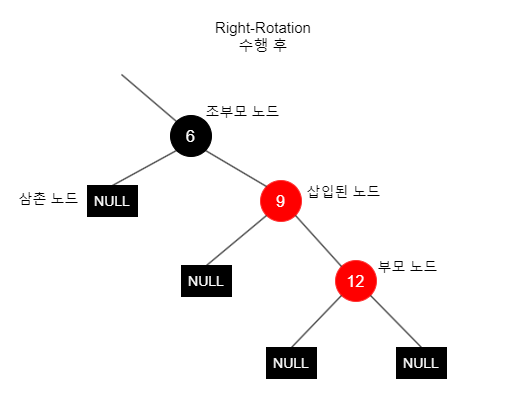 Right-Rotation
수행 후
조부모 노드
6
삼촌 노드
NULL
9
삽입된 노드
NULL
12
부모 노드
NULL
NULL